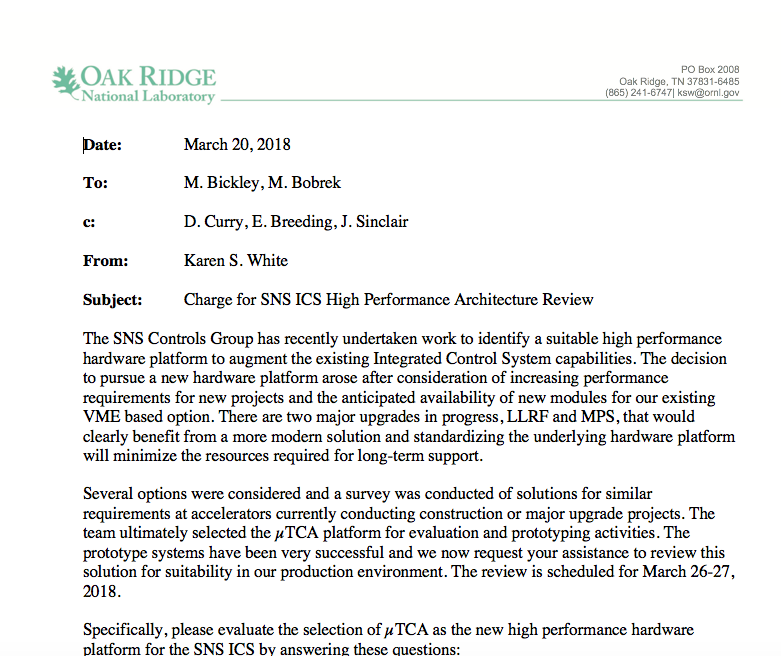 OAK RIDGE
National Laboratory
PO Box 2008
Oak Ridge, TN 37831-6485
(865) 241-6747| ksw@ornl.gov
Date: March 20, 2018
To: M. Bickley, M. Bobrek
c: D. Curry, E. Breeding, J. Sinclair
From: Karen S. White
Subject: Charge for SNS ICS High Performance Architecture Review
The SNS Controls Group has recently undertaken work to identify a suitable high performance
hardware platform to augment the existing Integrated Control System capabilities. The decision
to pursue a new hardware platform arose after consideration of increasing performance
requirements for new projects and the anticipated availability of new modules for our existing
VME based option. There are two major upgrades in progress, LLRF and MPS, that would
clearly benefit from a more modern solution and standardizing the underlying hardware platform
will minimize the resources required for long-term support.
Several options were considered and a survey was conducted of solutions for similar
requirements at accelerators currently conducting construction or major upgrade projects. The
team ultimately selected the μTCA platform for evaluation and prototyping activities. The
prototype systems have been very successful and we now request your assistance to review this
solution for suitability in our production environment. The review is scheduled for March 26-27,
2018.
Specifically, please evaluate the selection of μTCA as the new high performance hardware
platform for the SNS ICS by answering these questions: